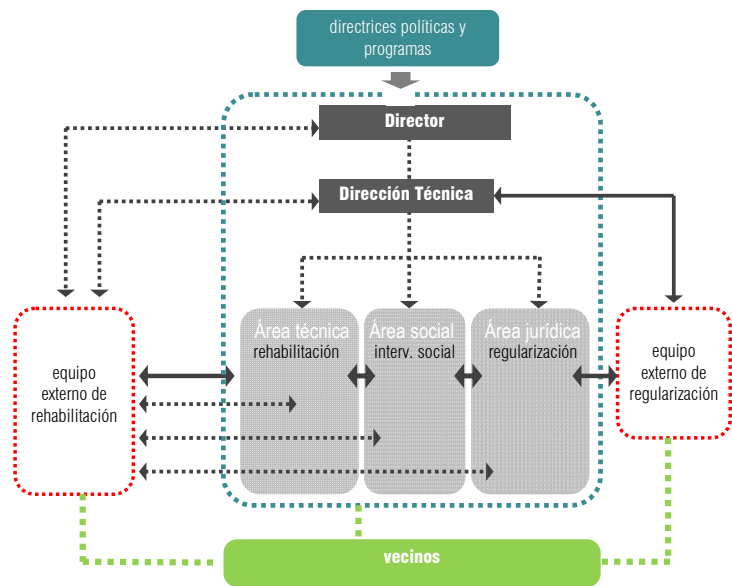 directrices políticas y
programas
Director
Dirección Técnica
Área técnica
rehabilitación
Área social
interv. social
Área jurídica
regularización
equipo
externo de
rehabilitación
equipo
externo de
regularización
vecinos